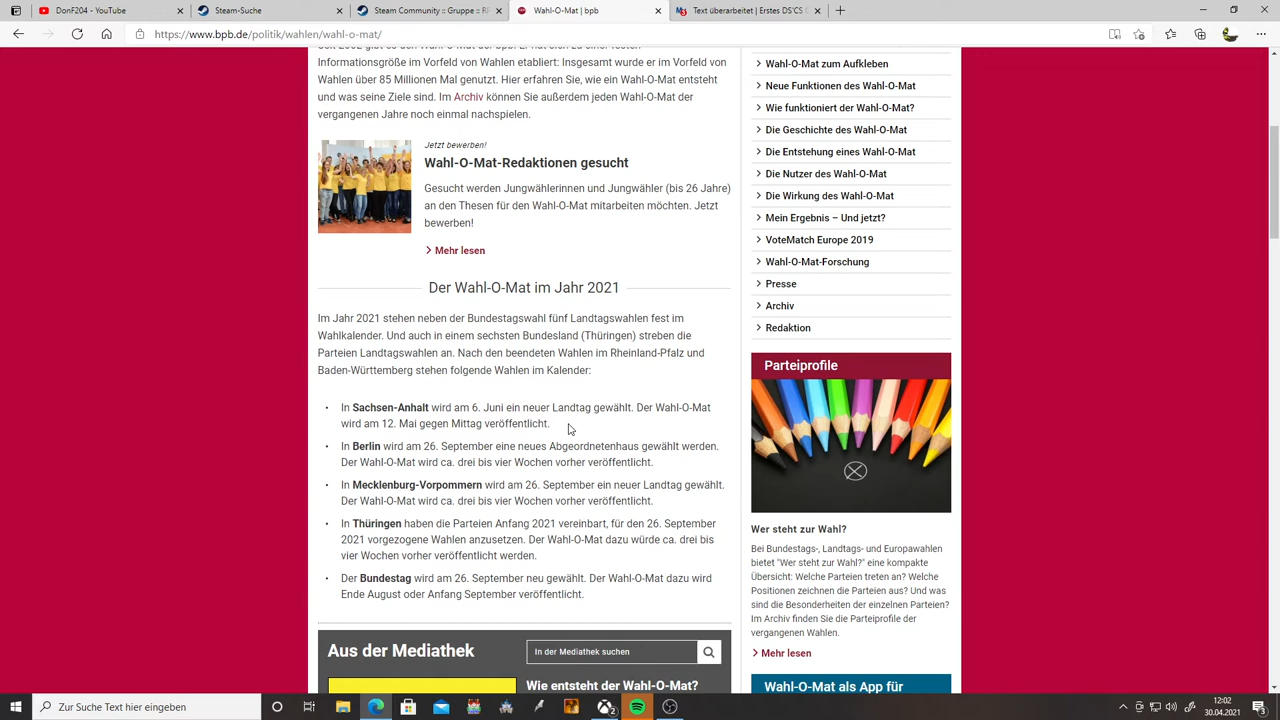 DonF204 - YouTube
Steam Suche
Steam Suche
Wahl-O-Mat | bpb
https://www.bpb.de/politik/wahlen/wahl-o-mat/
Informationsgröße im Vorfeld von Wahlen etabliert: Insgesamt wurde er im Vorfeld von
Wahlen über 85 Millionen Mal genutzt. Hier erfahren Sie, wie ein Wahl-O-Mat entsteht
und was seine Ziele sind. Im Archiv können Sie außerdem jeden Wahl-O-Mat der
vergangenen Jahre noch einmal nachspielen.
Jetzt bewerben!
Wahl-O-Mat-Redaktionen gesucht
Gesucht werden Jungwählerinnen und Jungwähler (bis 26 Jahre)
an den Thesen für den Wahl-O-Mat mitarbeiten möchten. Jetzt
bewerben!
Mehr lesen
Der Wahl-O-Mat im Jahr 2021
Im Jahr 2021 stehen neben der Bundestagswahl fünf Landtagswahlen fest im
Wahlkalender. Und auch in einem sechsten Bundesland (Thüringen) streben die
Parteien Landtagswahlen an. Nach den beendeten Wahlen im Rheinland-Pfalz und
Baden-Württemberg stehen folgende Wahlen im Kalender:
• In Sachsen-Anhalt wird am 6. Juni ein neuer Landtag gewählt. Der Wahl-O-Mat
wird am 12. Mai gegen Mittag veröffentlicht.
• In Berlin wird am 26. September eine neues Abgeordnetenhaus gewählt werden.
Der Wahl-O-Mat wird ca. drei bis vier Wochen vorher veröffentlicht.
• In Mecklenburg-Vorpommern wird am 26. September ein neuer Landtag gewählt.
Der Wahl-O-Mat wird ca. drei bis vier Wochen vorher veröffentlicht.
• In Thüringen haben die Parteien Anfang 2021 vereinbart, für den 26. September
2021 vorgezogene Wahlen anzusetzen. Der Wahl-O-Mat dazu würde ca. drei bis
vier Wochen vorher veröffentlicht werden.
• Der Bundestag wird am 26. September neu gewählt. Der Wahl-O-Mat dazu wird
Ende August oder Anfang September veröffentlicht.
Aus der Mediathek
In der Mediathek suchen
Wie entsteht der Wahl-O-Mat?
Wahl-O-Mat zum Aufkleben
Neue Funktionen des Wahl-O-Mat
Wie funktioniert der Wahl-O-Mat?
Die Geschichte des Wahl-O-Mat
Die Entstehung eines Wahl-O-Mat
Die Nutzer des Wahl-O-Mat
Die Wirkung des Wahl-O-Mat
Mein Ergebnis – Und jetzt?
VoteMatch Europe 2019
Wahl-O-Mat-Forschung
Presse
Archiv
Redaktion
Parteiprofile
Wer steht zur Wahl?
Bei Bundestags-, Landtags- und Europawahlen
bietet "Wer steht zur Wahl?" eine kompakte
Übersicht: Welche Parteien treten an? Welche
Positionen zeichnen die Parteien aus? Und was
sind die Besonderheiten der einzelnen Parteien?
Im Archiv finden Sie die Parteiprofile der
vergangenen Wahlen.
Mehr lesen
Wahl-O-Mat als App für
Zur Suche Text hier eingeben
12:02
30.04.2021